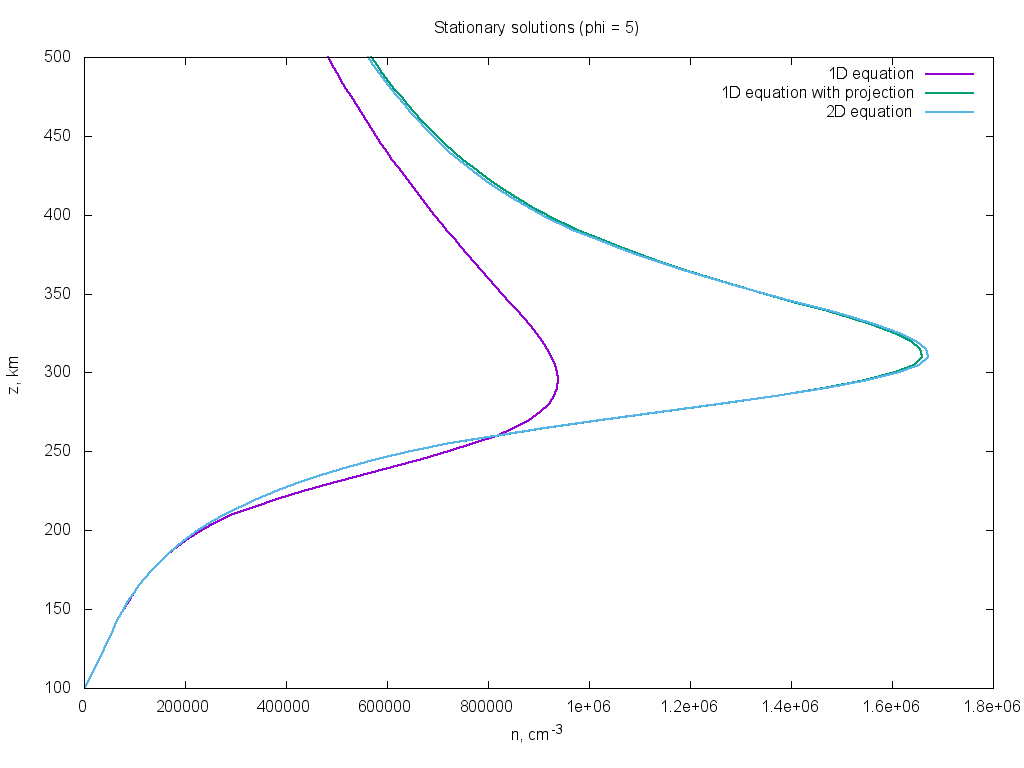 Stationary solutions (phi = 5)
1D equation
1D equation with projection
2D equation
500
450
400
350
300
250
200
150
100
z, km
0 200000 400000 600000 800000 1e+06 1.2e+06 1.4e+06 1.6e+06 1.8e+06
n, cm-3